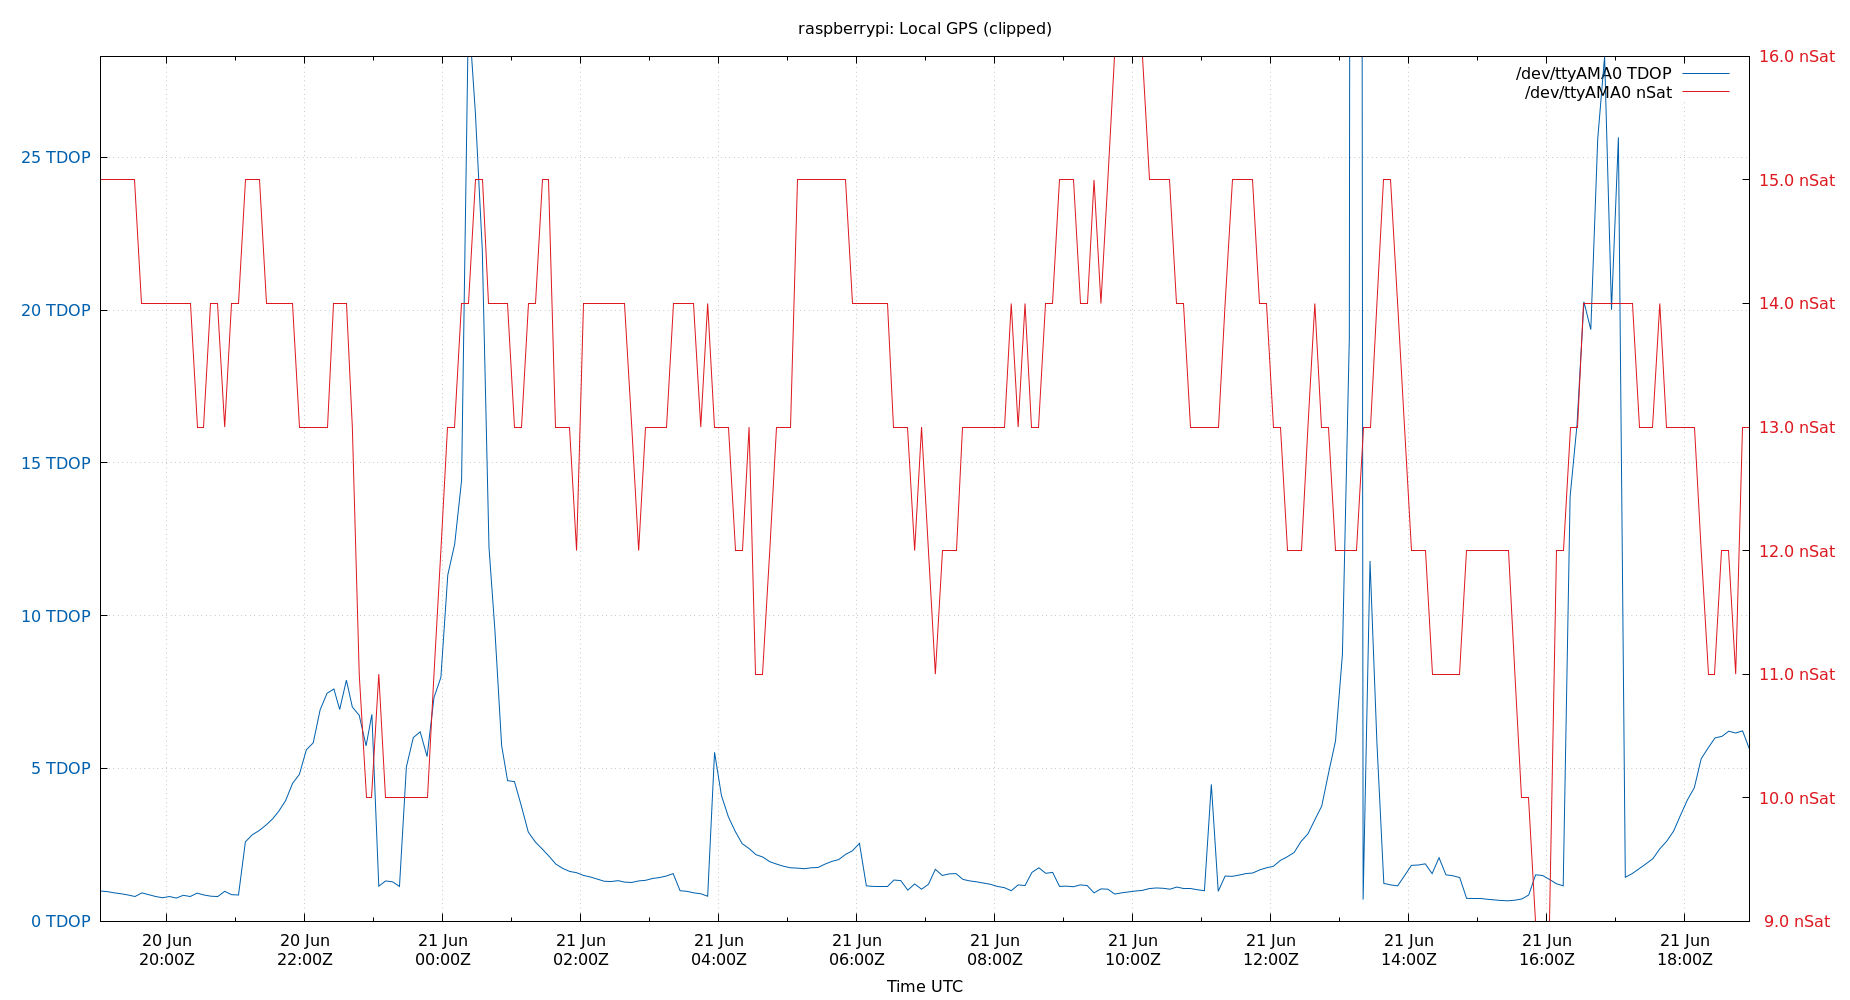 raspberrypi: Local GPS (clipped)
16.0 nSat
/dev/ttyAMA0 TDOP
/dev/ttyAMA0 nSat
25 TDOP
15.0 nSat
20 TDOP
14.0 nSat
13.0 nSat
15 TDOP
12.0 nSat
10 TDOP
11.0 nSat
5 TDOP
10.0 nSat
0 TDOP
9.0 nSat
20 Jun 20 Jun 21 Jun 21 Jun 21 Jun 21 Jun 21 Jun 21 Jun 21 Jun 21 Jun 21 Jun 21 Jun
20:00Z 22:00Z 00:00Z 02:00Z 04:00Z 06:00Z 08:00Z 10:00Z 12:00Z 14:00Z 16:00Z 18:00Z
Time UTC